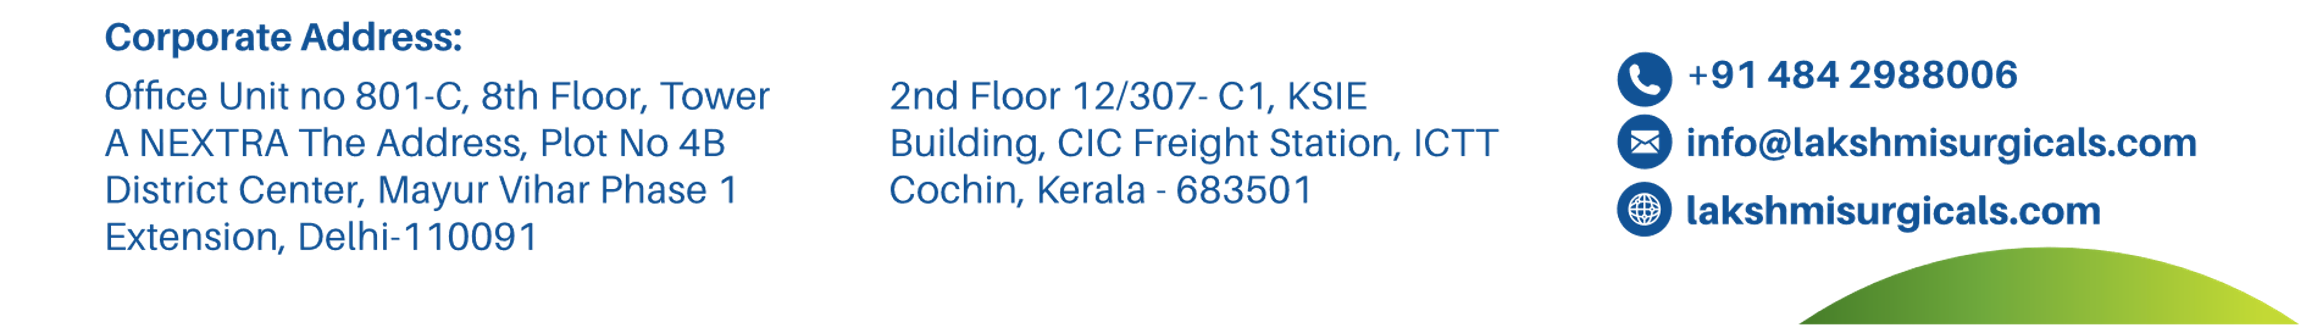 Corporate Address:
Office Unit no 801-C, 8th Floor, Tower
A NEXTRA The Address, Plot No 4B
District Center, Mayur Vihar Phase 1
Extension, Delhi-110091
2nd Floor 12/307- C1, KSIE
Building, CIC Freight Station, ICTT
Cochin, Kerala - 683501
+91 484 2988006
info@lakshmisurgicals.com
lakshmisurgicals.com